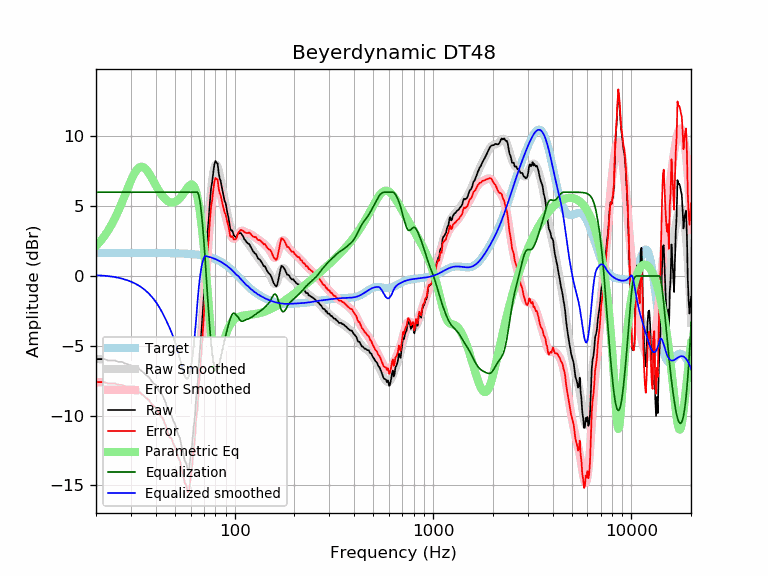 Beyerdynamic DT48
Amplitude (dBr)
10
5
0
−5
−10
−15
Target
Raw Smoothed
Error Smoothed
Raw
Error
Parametric Eq
Equalization
Equalized smoothed
100
1000
10000
Frequency (Hz)